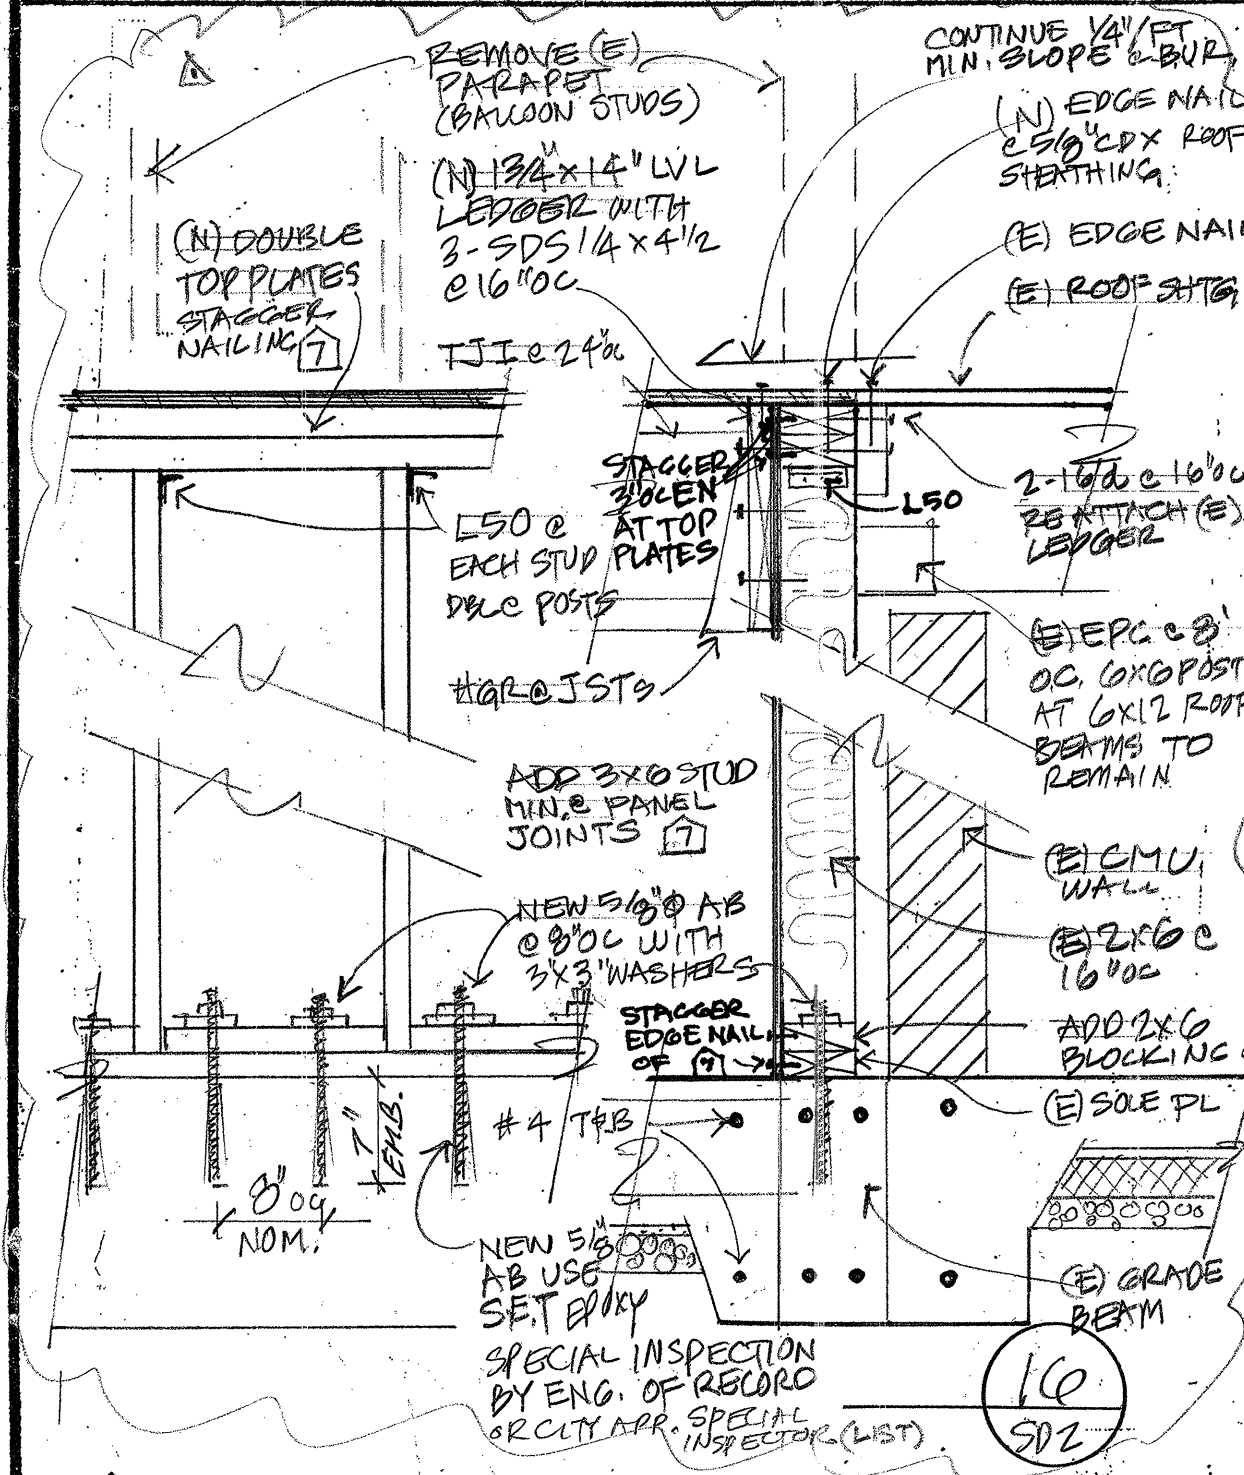 REMOVE (E)
PARAPET
(BALLOON STUDS)
CONTINUE 1/4"/FT
MIN. SLOPE @ BUR
(N) EDGE NAIL
@ 5/8" CDX ROOF
SHEATHING
(N) 1 3/4" X 14" LVL
LEDGER WITH
3-SDS 1/4 X 4 1/2
@ 16" OC
(N) DOUBLE
TOP PLATES
STAGGER
NAILING 7
(E) EDGE NAIL
(E) ROOF SHTG
TJI @ 24" OC
STAGGER
3" OC EN
AT TOP
PLATES
L50
2-16d @ 16" OC
RE ATTACH (E)
LEDGER
L50 @
EACH STUD
DBL @ POSTS
HGR @ JSTS
(E) EPC @ 8'
O.C. 6X6 POST
AT 6X12 ROOF
BEAMS TO
REMAIN
ADD 3X6 STUD
MIN. @ PANEL
JOINTS 7
(E) CMU
WALL
NEW 5/8" Φ AB
@ 8" OC WITH
3"X3" WASHERS
(E) 2X6 @
16" OC
STAGGER
EDGE NAIL.
OF 7
ADD 2X6
BLOCKING
(E) SOLE PL
#4 T&B
7"
EMB.
8" OC
NOM.
NEW 5/8"
AB USE
SET EPOXY
SPECIAL INSPECTION
BY ENG. OF RECORD
OR CITY APP. SPECIAL
INSPECTOR (LIST)
(E) GRADE
BEAM
16
SD2